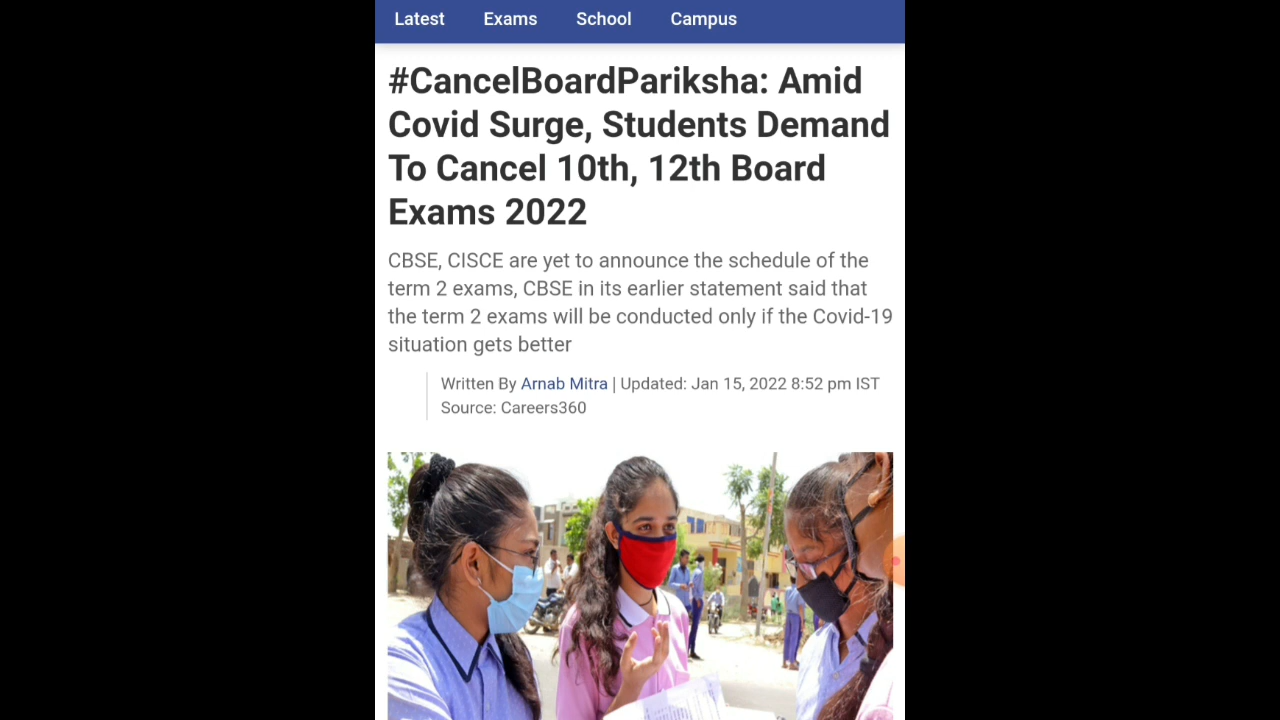 Latest Exams School Campus
#CancelBoardPariksha: Amid
Covid Surge, Students Demand
To Cancel 10th, 12th Board
Exams 2022
CBSE, CISCE are yet to announce the schedule of the
term 2 exams, CBSE in its earlier statement said that
the term 2 exams will be conducted only if the Covid-19
situation gets better
Written By Arnab Mitra | Updated: Jan 15, 2022 8:52 pm IST
Source: Careers360